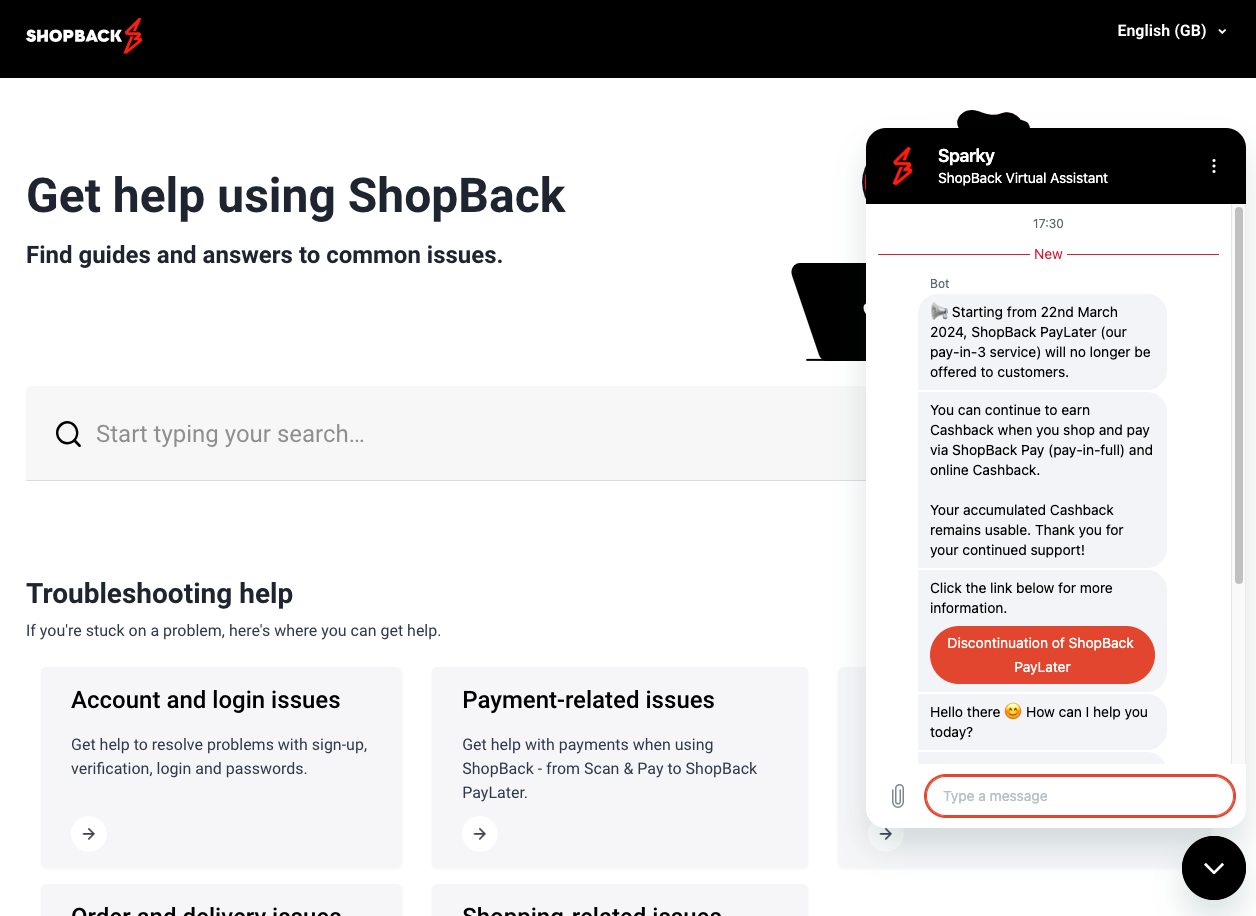 SHOPBACK
English (GB)
Get help using ShopBack
Find guides and answers to common issues.
Start typing your search...
Troubleshooting help
If you're stuck on a problem, here's where you can get help.
Account and login issues
Get help to resolve problems with sign-up,
verification, login and passwords.
Payment-related issues
Get help with payments when using
ShopBack - from Scan & Pay to ShopBack
PayLater.
Order and delivery issues
Shopping-related issues
Sparky
ShopBack Virtual Assistant
17:30
New
Bot
📢 Starting from 22nd March
2024, ShopBack PayLater (our
pay-in-3 service) will no longer be
offered to customers.
You can continue to earn
Cashback when you shop and pay
via ShopBack Pay (pay-in-full) and
online Cashback.
Your accumulated Cashback
remains usable. Thank you for
your continued support!
Click the link below for more
information.
Discontinuation of ShopBack
PayLater
Hello there 😊 How can I help you
today?
Type a message